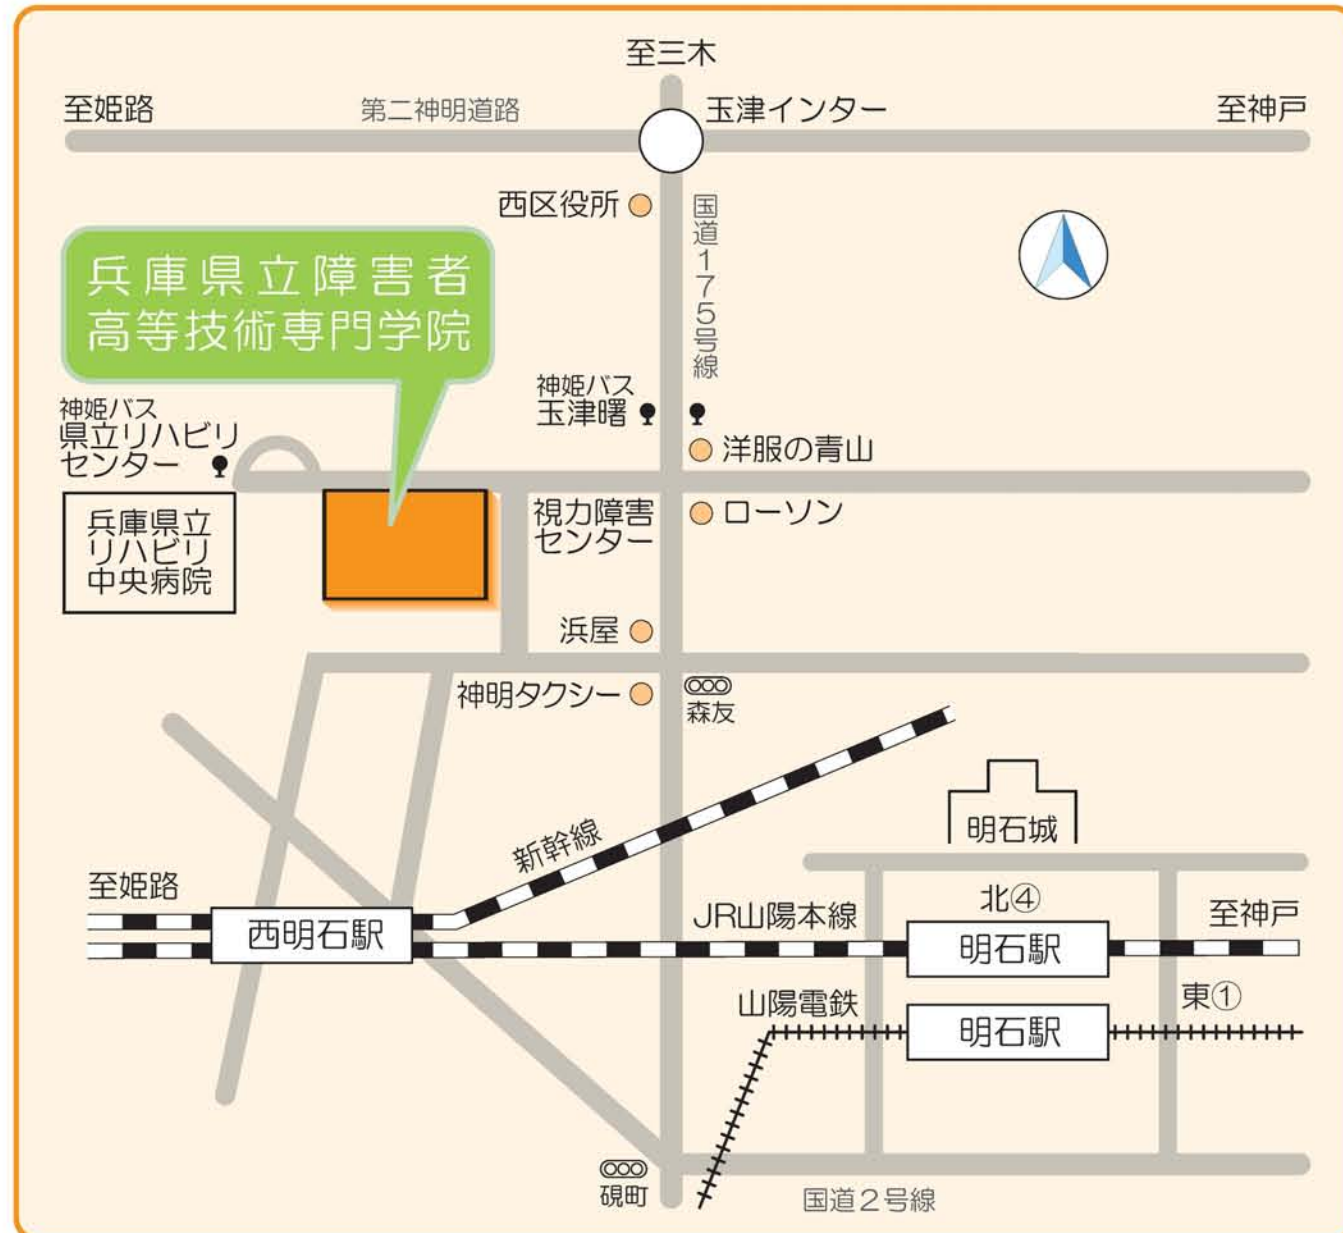 至三木
至姫路
第二神明道路
玉津インター
至神戸
西区役所
国道175号線
兵庫県立障害者
高等技術専門学院
神姫バス
玉津曙
神姫バス
県立リハビリ
センター
洋服の青山
兵庫県立
リハビリ
中央病院
視力障害
センター
ローソン
浜屋
神明タクシー
森友
新幹線
明石城
至姫路
西明石駅
JR山陽本線
北④
明石駅
至神戸
山陽電鉄
明石駅
東①
硯町
国道2号線